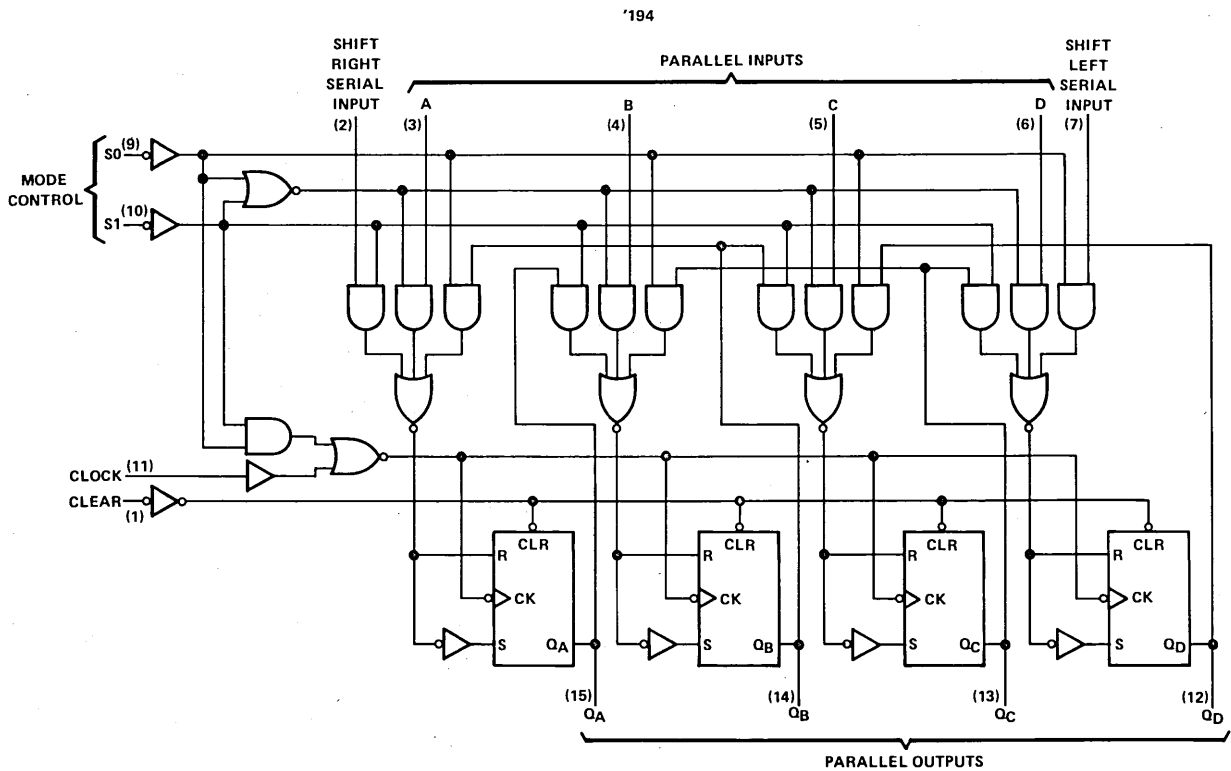 '194
SHIFT
RIGHT
SERIAL
INPUT
(2)
PARALLEL INPUTS
A
(3)
B
(4)
C
(5)
D
(6)
SHIFT
LEFT
SERIAL
INPUT
(7)
MODE
CONTROL
S0 (9)
S1 (10)
CLOCK (11)
CLEAR
(1)
CLR
R
CK
S
QA
CLR
R
CK
S
QB
CLR
R
CK
S
QC
CLR
R
CK
S
QD
(15)
QA
(14)
QB
(13)
QC
(12)
QD
PARALLEL OUTPUTS